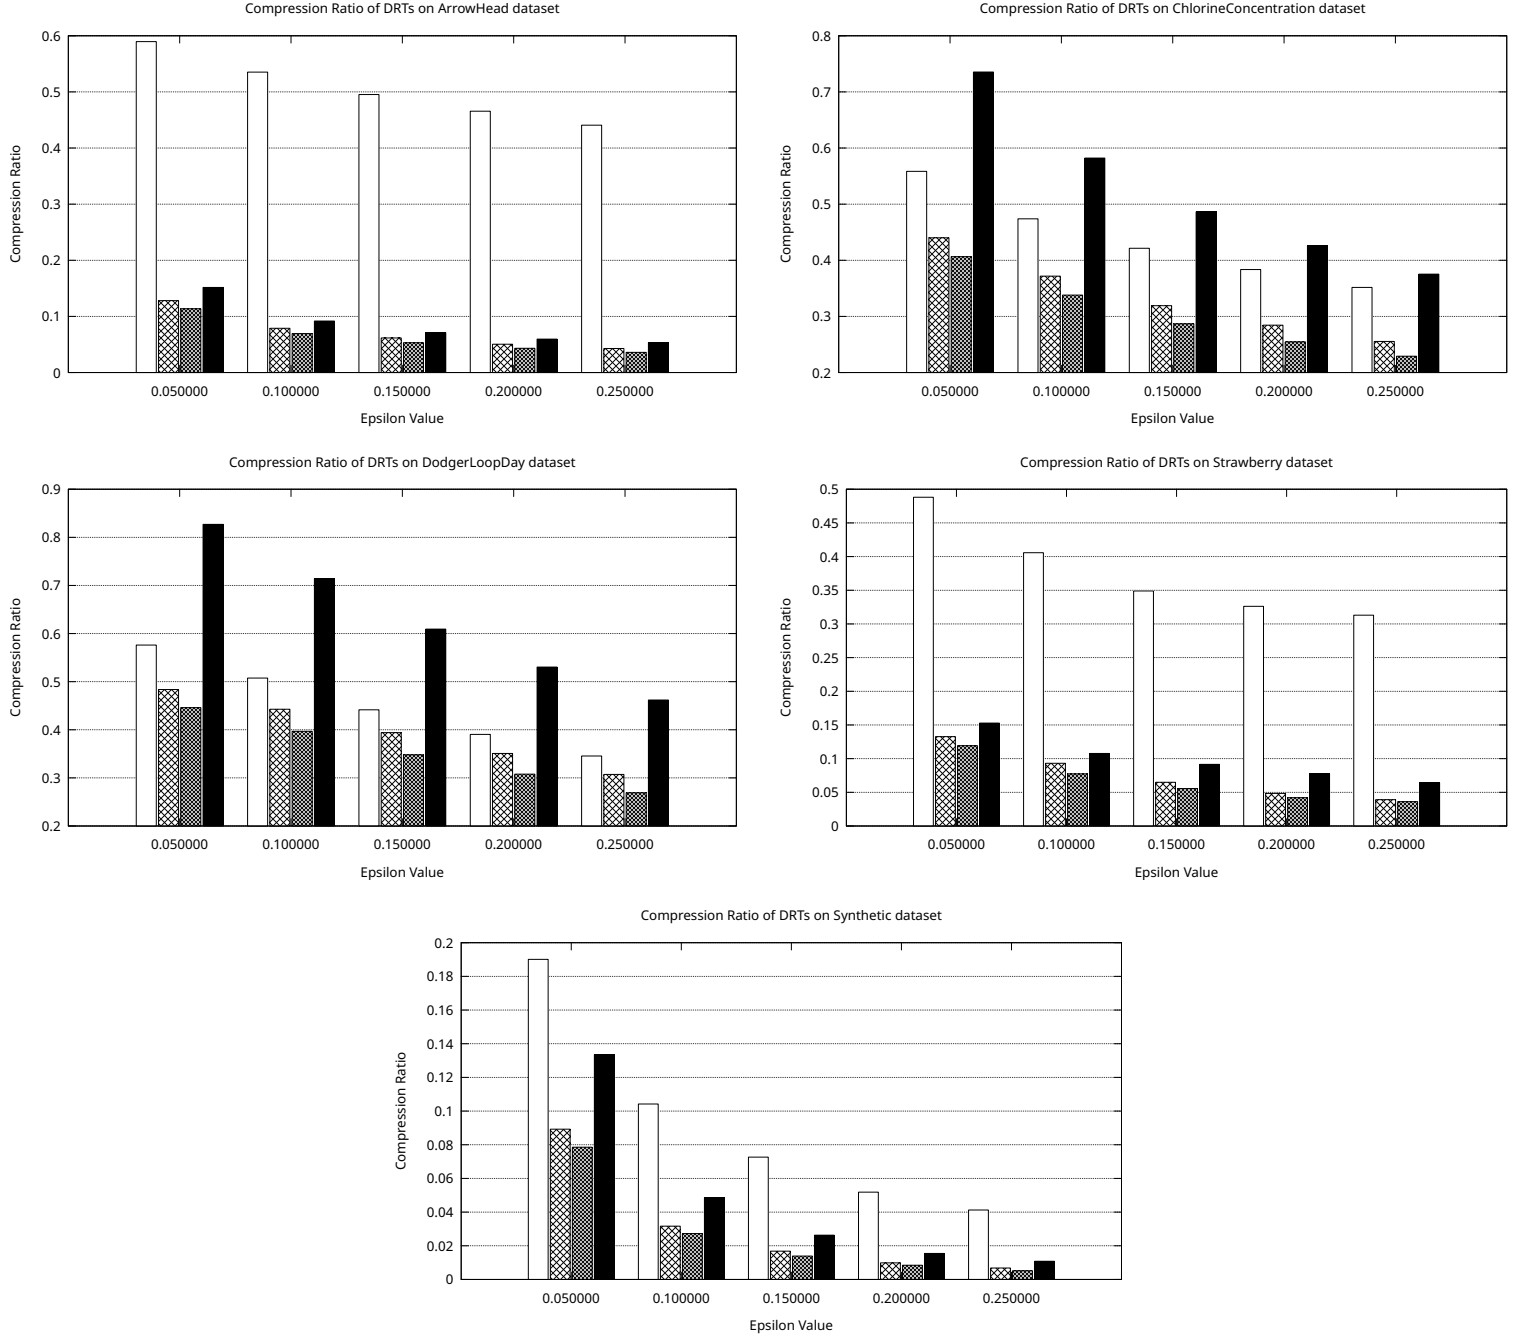 Compression Ratio of DRTs on ArrowHead dataset
Compression Ratio
0.6
0.5
0.4
0.3
0.2
0.1
0
0.050000 0.100000 0.150000 0.200000 0.250000
Epsilon Value
Compression Ratio of DRTs on ChlorineConcentration dataset
Compression Ratio
0.8
0.7
0.6
0.5
0.4
0.3
0.2
0.050000 0.100000 0.150000 0.200000 0.250000
Epsilon Value
Compression Ratio of DRTs on DodgerLoopDay dataset
Compression Ratio
0.9
0.8
0.7
0.6
0.5
0.4
0.3
0.2
0.050000 0.100000 0.150000 0.200000 0.250000
Epsilon Value
Compression Ratio of DRTs on Strawberry dataset
Compression Ratio
0.5
0.45
0.4
0.35
0.3
0.25
0.2
0.15
0.1
0.05
0
0.050000 0.100000 0.150000 0.200000 0.250000
Epsilon Value
Compression Ratio of DRTs on Synthetic dataset
Compression Ratio
0.2
0.18
0.16
0.14
0.12
0.1
0.08
0.06
0.04
0.02
0
0.050000 0.100000 0.150000 0.200000 0.250000
Epsilon Value